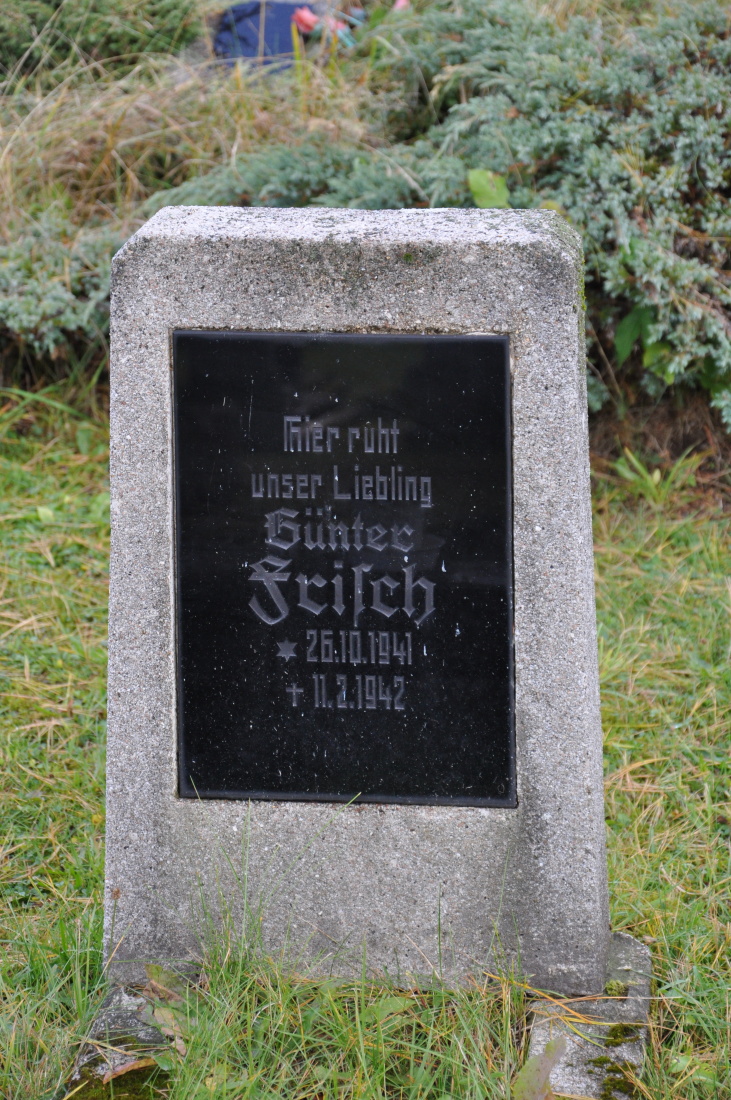 Hier ruht
unser Liebling
Günter
Friſch
* 26.10.1941
✝ 11.2.1942